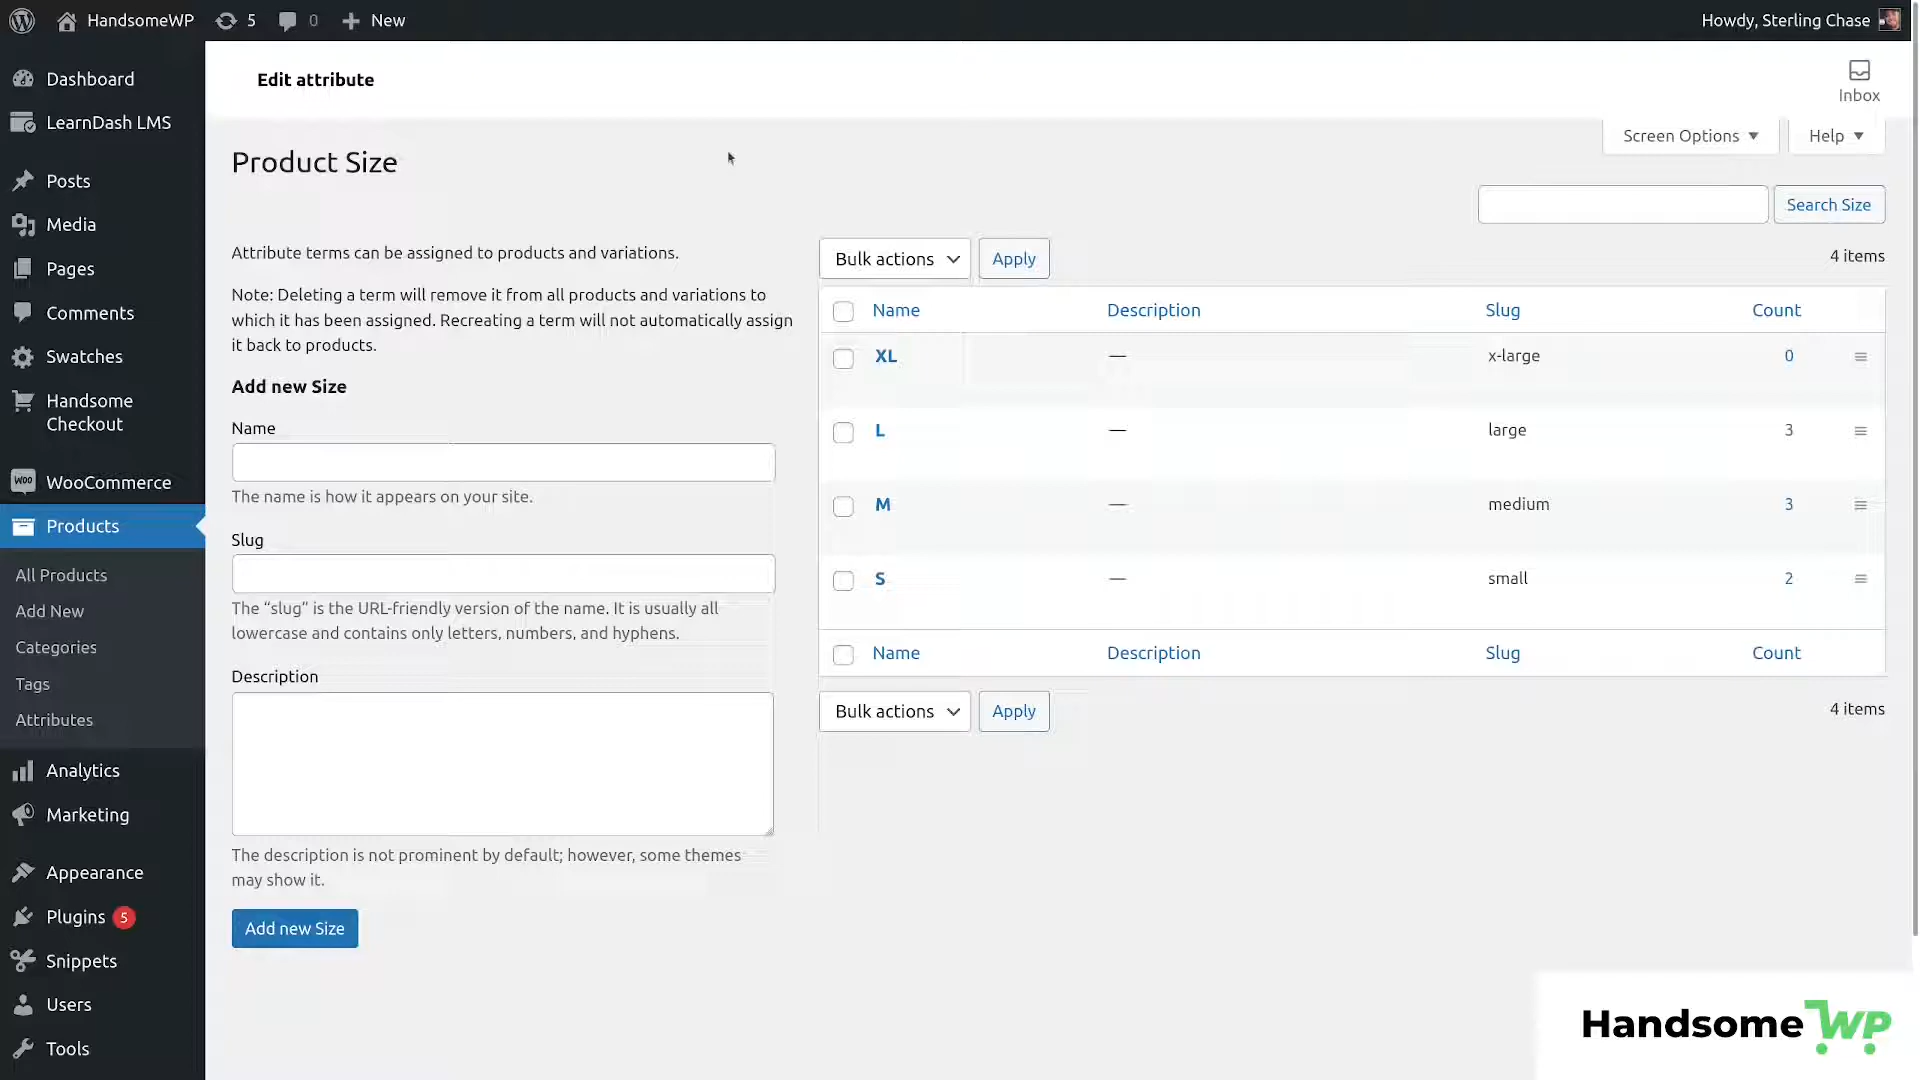 HandsomeWP 5 0 New Howdy, Sterling Chase
Dashboard
LearnDash LMS
Posts
Media
Pages
Comments
Swatches
Handsome
Checkout
WOO WooCommerce
Products
All Products
Add New
Categories
Tags
Attributes
Analytics
Marketing
Appearance
Plugins 5
Snippets
Users
Tools
Edit attribute
Inbox
Screen Options Help
Product Size
Search Size
Attribute terms can be assigned to products and variations.
Note: Deleting a term will remove it from all products and variations to
which it has been assigned. Recreating a term will not automatically assign
it back to products.
Add new Size
Name
The name is how it appears on your site.
Slug
The “slug” is the URL-friendly version of the name. It is usually all
lowercase and contains only letters, numbers, and hyphens.
Description
The description is not prominent by default; however, some themes
may show it.
Add new Size
Bulk actions Apply 4 items
Name Description Slug Count
XL — x-large 0
L — large 3
M — medium 3
S — small 2
Name Description Slug Count
Bulk actions Apply 4 items
HandsomeWP